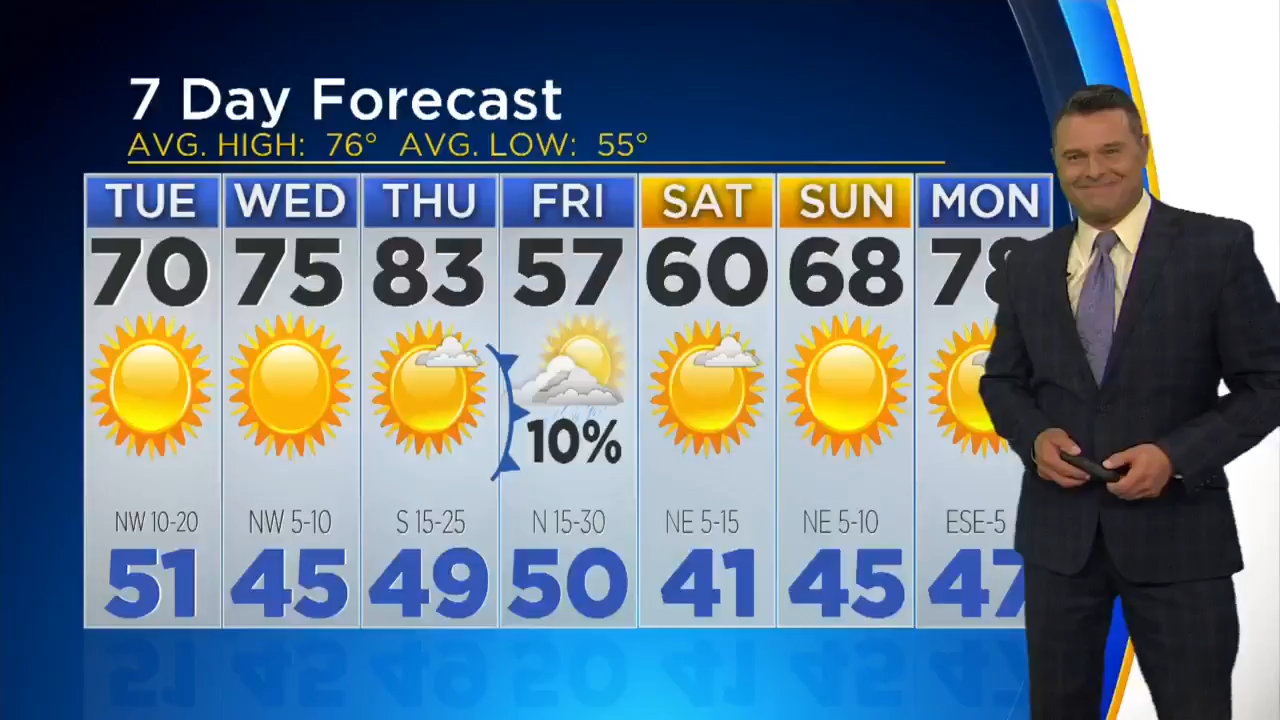 7 Day Forecast
AVG. HIGH: 76° AVG. LOW: 55°
TUE WED THU FRI SAT SUN MON
70 75 83 57 60 68 78
10%
NW 10-20 NW 5-10 S 15-25 N 15-30 NE 5-15 NE 5-10 ESE-5
51 45 49 50 41 45 47